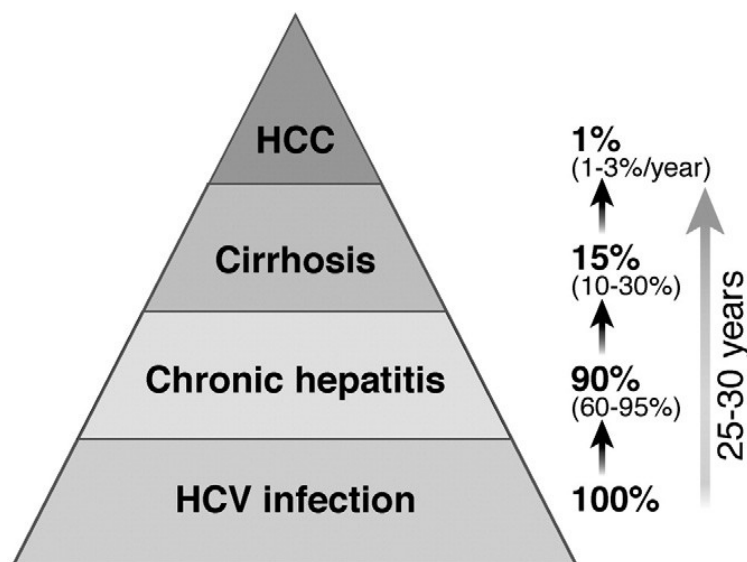 HCC
1%
(1-3%/year)
Cirrhosis
15%
(10-30%)
Chronic hepatitis
90%
(60-95%)
HCV infection
100%
25-30 years